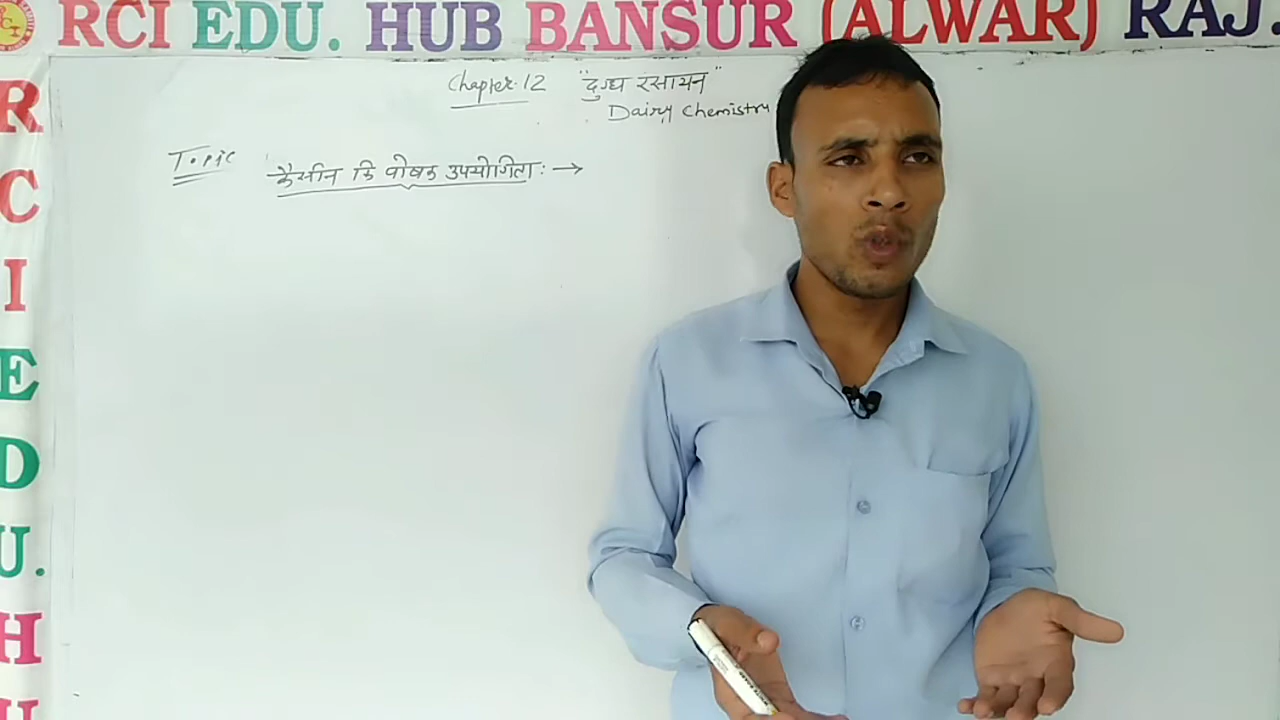 RCI EDU. HUB BANSUR (ALWAR) RAJ.
Chapter-12 "दुग्ध रसायन"
Dairy Chemistry
Topic कैसीन कि पोषक उपयोगिता: →
R
C
I
E
D
U.
H
U